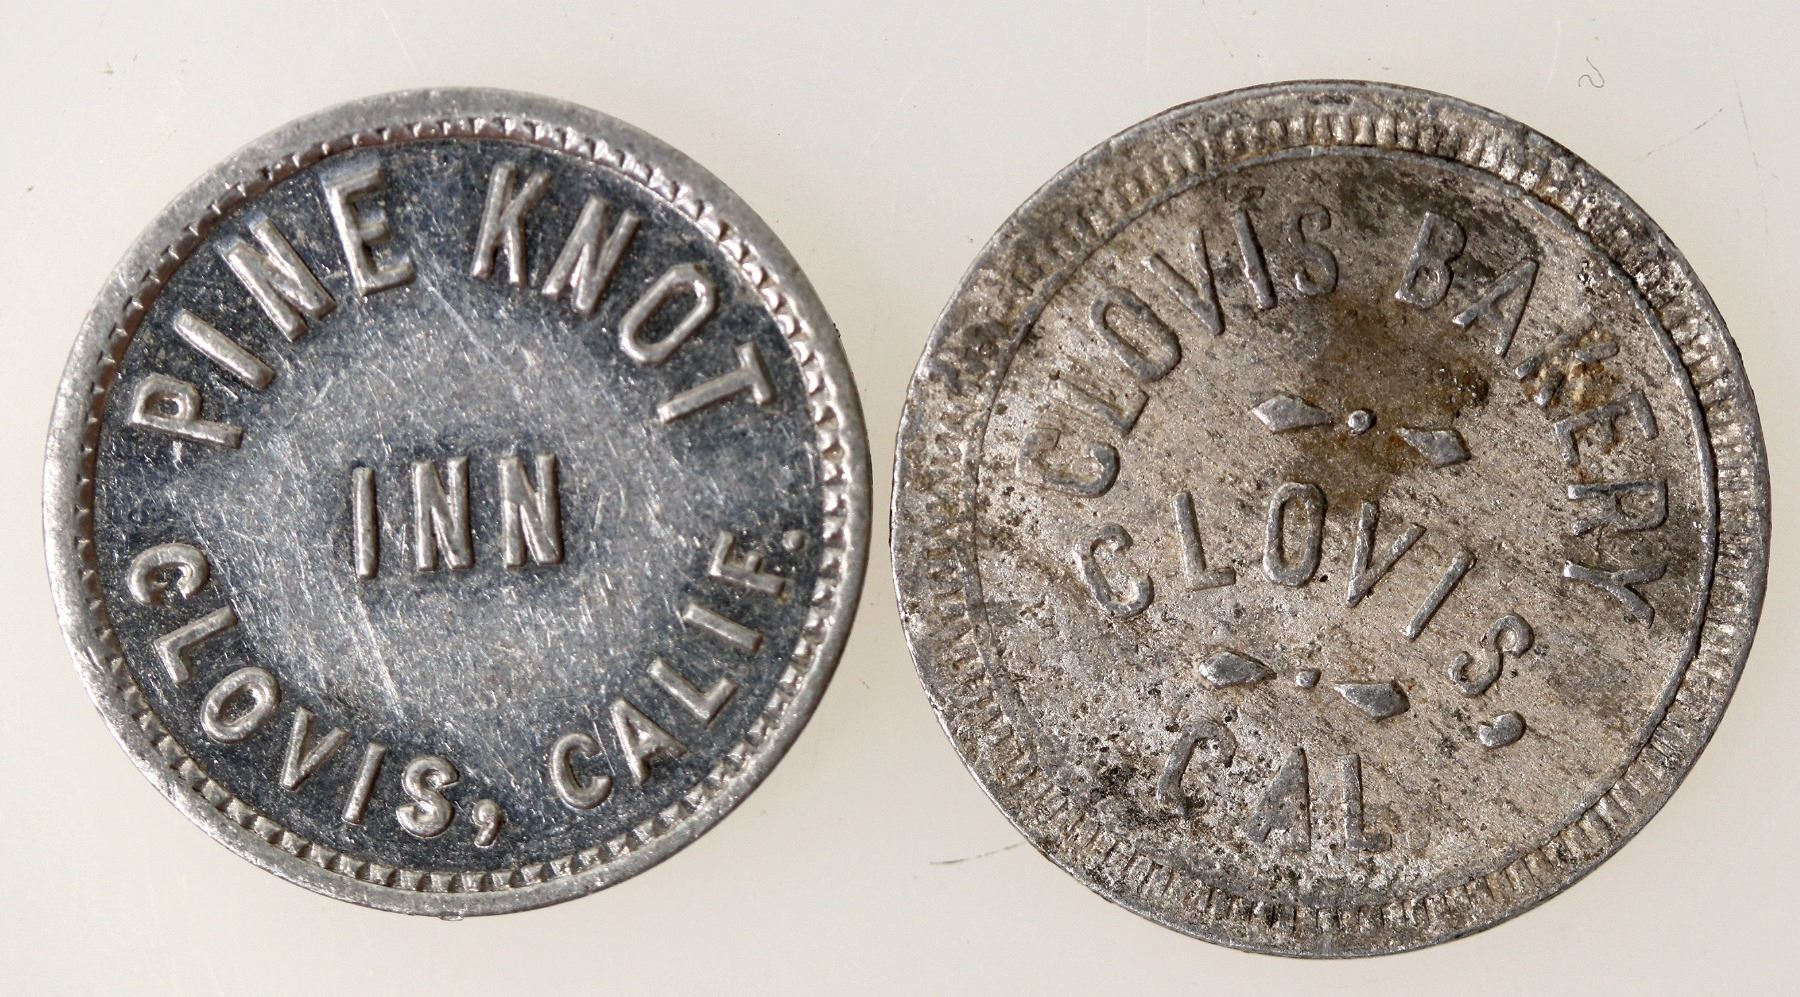 PINE KNOT
INN
CLOVIS, CALIF.
CLOVIS BAKERY
CLOVIS,
CAL.